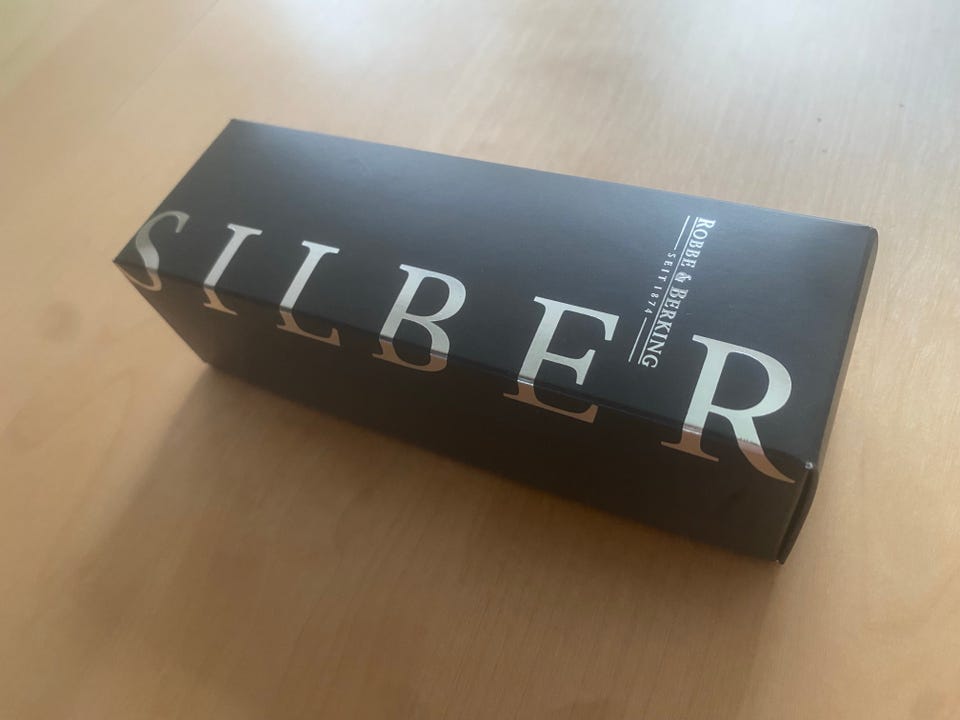 SILBER
ROBBE & BERKING
SEIT 1874